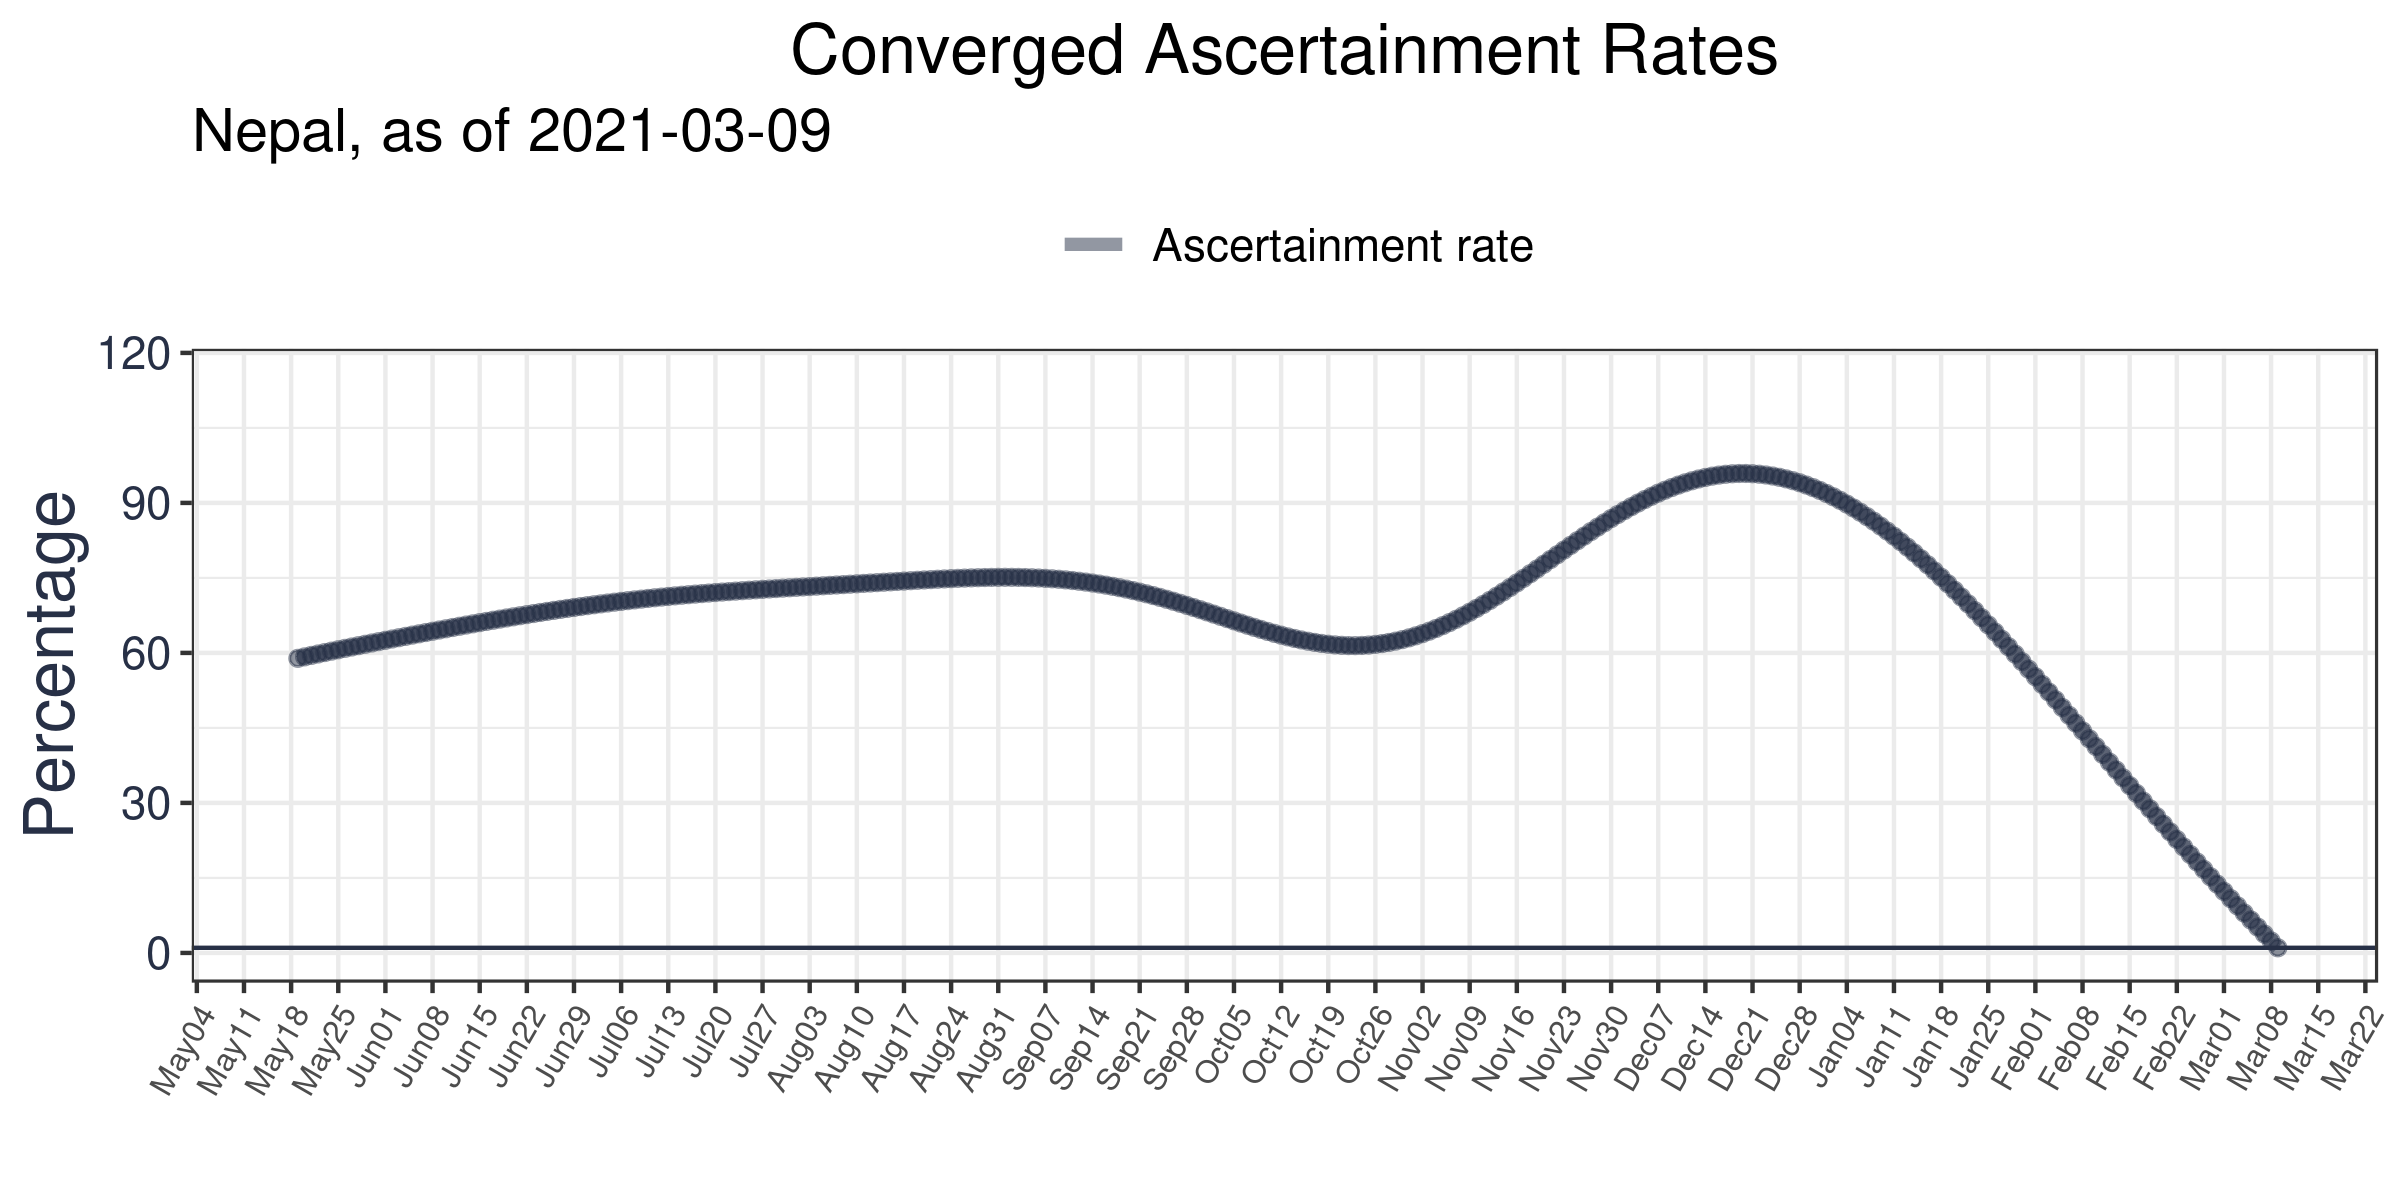 Converged Ascertainment Rates
Nepal, as of 2021-03-09
Ascertainment rate
Percentage
120
90
60
30
0
May04 May11 May18 May25 Jun01 Jun08 Jun15 Jun22 Jun29 Jul06 Jul13 Jul20 Jul27 Aug03 Aug10 Aug17 Aug24 Aug31 Sep07 Sep14 Sep21 Sep28 Oct05 Oct12 Oct19 Oct26 Nov02 Nov09 Nov16 Nov23 Nov30 Dec07 Dec14 Dec21 Dec28 Jan04 Jan11 Jan18 Jan25 Feb01 Feb08 Feb15 Feb22 Mar01 Mar08 Mar15 Mar22